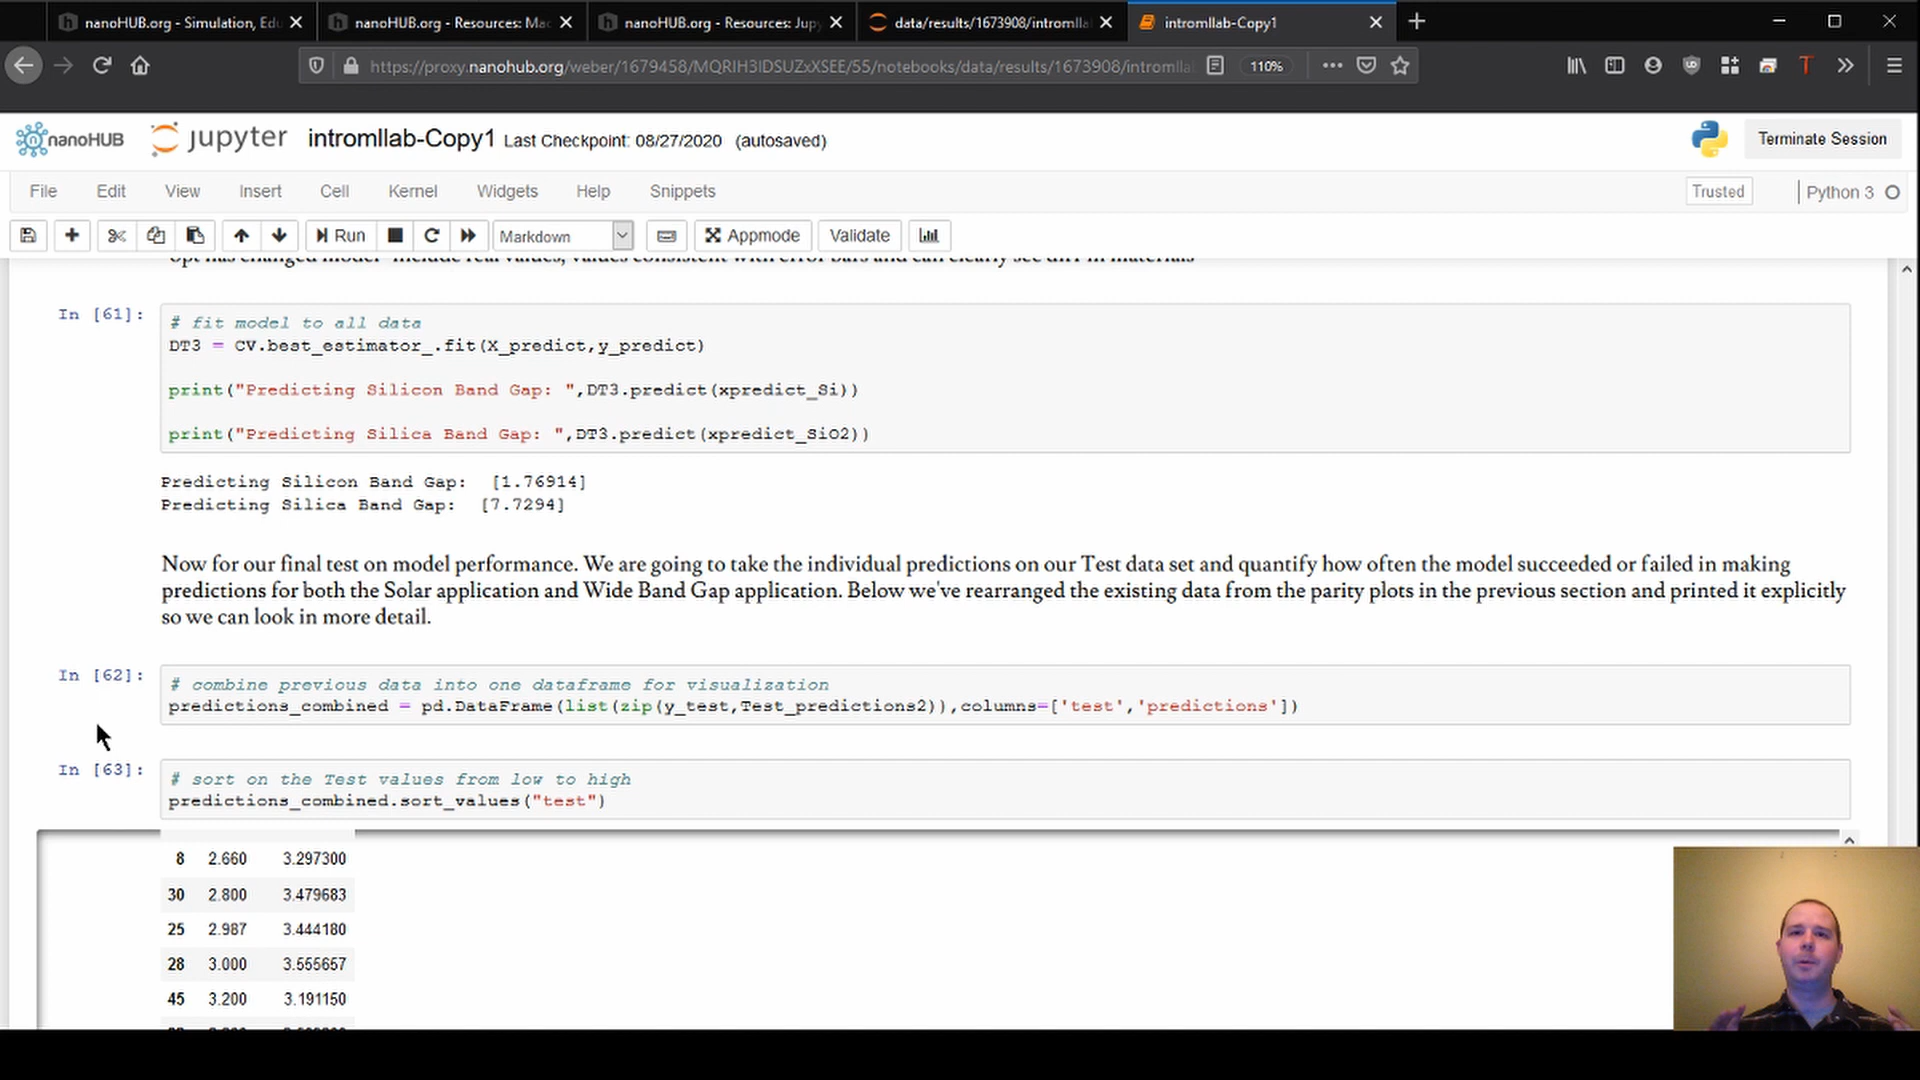 nanoHUB.org - Simulation, Edu
nanoHUB.org - Resources: Mac
nanoHUB.org - Resources: Jup
data/results/1673908/intromllab
intromllab-Copy1
https://proxy.nanohub.org/weber/1679458/MQRIH3IDSUZxXSEE/55/notebooks/data/results/1673908/intromllab
110%
nanoHUB
jupyter
intromllab-Copy1 Last Checkpoint: 08/27/2020 (autosaved)
Terminate Session
File Edit View Insert Cell Kernel Widgets Help Snippets
Trusted
Python 3
Run
Markdown
Appmode
Validate
In [61]:
# fit model to all data
DT3 = CV.best_estimator_.fit(X_predict,y_predict)
print("Predicting Silicon Band Gap: ",DT3.predict(xpredict_Si))
print("Predicting Silica Band Gap: ",DT3.predict(xpredict_SiO2))
Predicting Silicon Band Gap:  [1.76914]
Predicting Silica Band Gap:  [7.7294]
Now for our final test on model performance. We are going to take the individual predictions on our Test data set and quantify how often the model succeeded or failed in making
predictions for both the Solar application and Wide Band Gap application. Below we've rearranged the existing data from the parity plots in the previous section and printed it explicitly
so we can look in more detail.
In [62]:
# combine previous data into one dataframe for visualization
predictions_combined = pd.DataFrame(list(zip(y_test,Test_predictions2)),columns=['test','predictions'])
In [63]:
# sort on the Test values from low to high
predictions_combined.sort_values("test")
8 2.660 3.297300
30 2.800 3.479683
25 2.987 3.444180
28 3.000 3.555657
45 3.200 3.191150